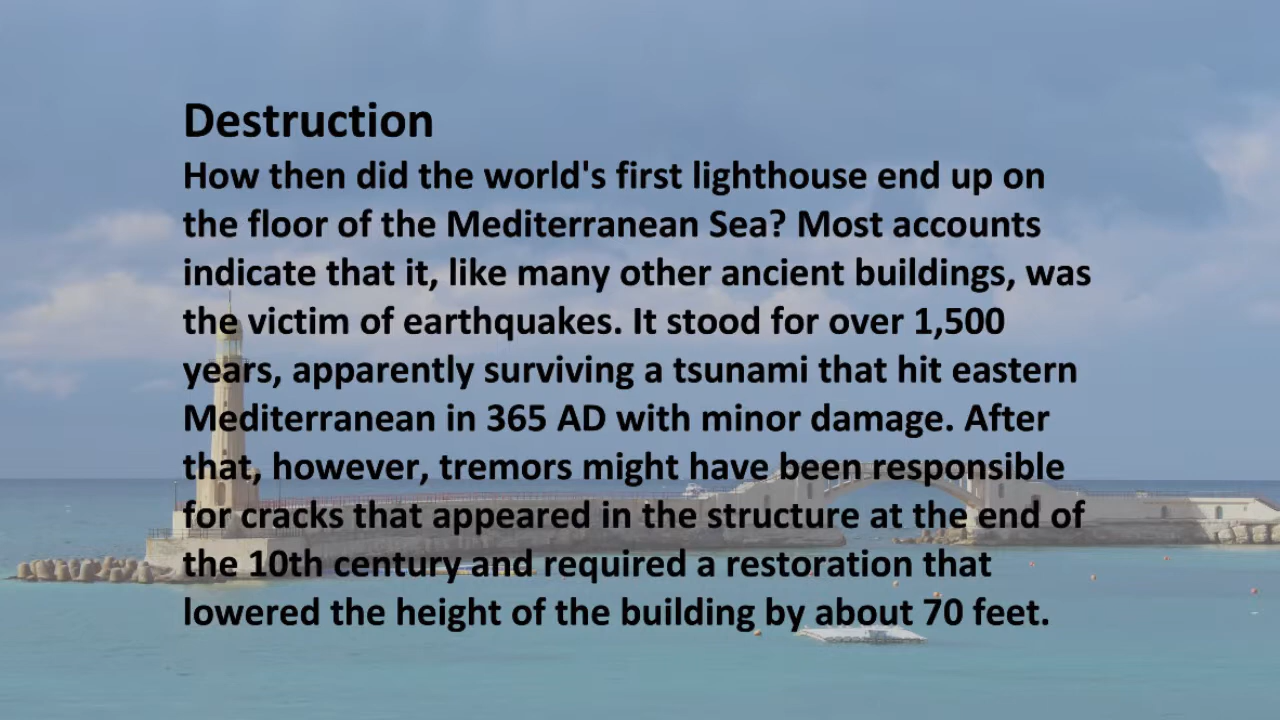 Destruction
How then did the world's first lighthouse end up on
the floor of the Mediterranean Sea? Most accounts
indicate that it, like many other ancient buildings, was
the victim of earthquakes. It stood for over 1,500
years, apparently surviving a tsunami that hit eastern
Mediterranean in 365 AD with minor damage. After
that, however, tremors might have been responsible
for cracks that appeared in the structure at the end of
the 10th century and required a restoration that
lowered the height of the building by about 70 feet.